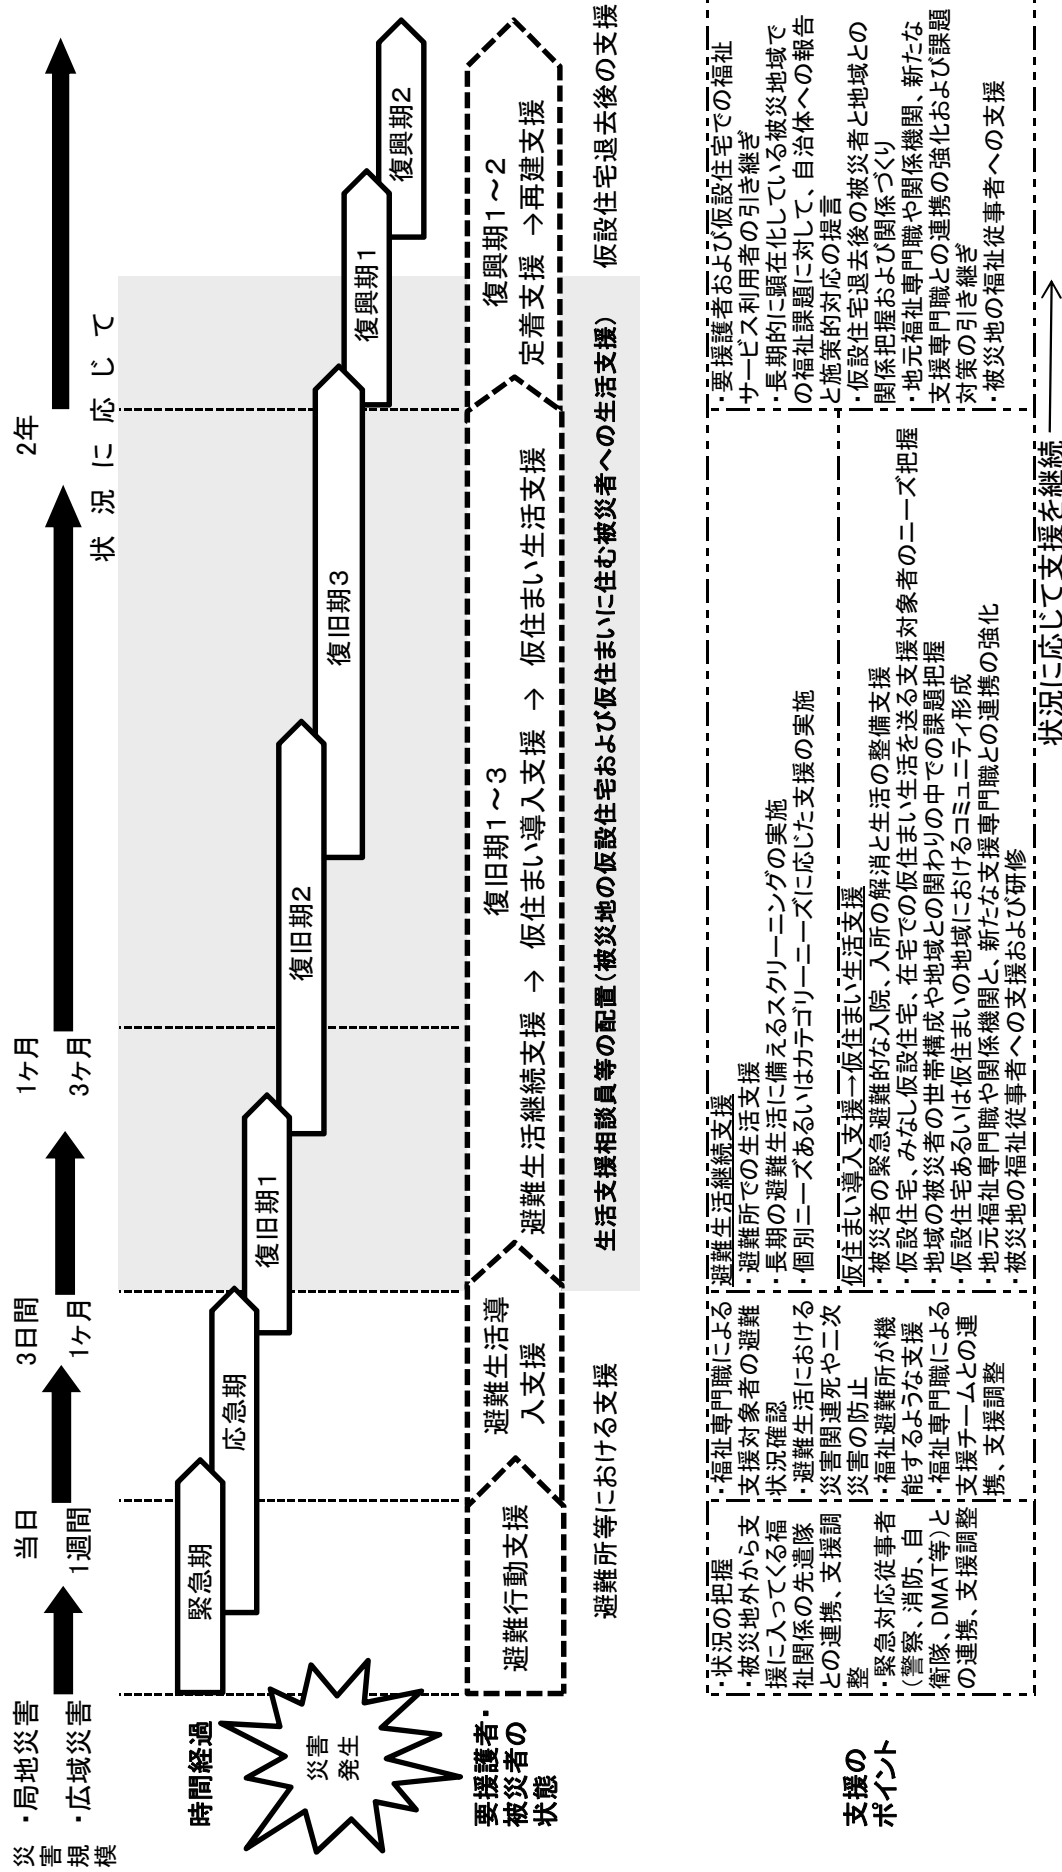 災害規模
・局地災害
・広域災害
当日
1週間
3日間
1ヶ月
1ヶ月
3ヶ月
2年
状況に応じて
時間経過
災害
発生
緊急期
応急期
復旧期1
復旧期2
復旧期3
復興期1
復興期2
要援護者・
被災者の
状態
避難行動支援
避難生活導
入支援
復旧期1~3
避難生活継続支援 → 仮住まい導入支援 → 仮住まい生活支援
復興期1~2
定着支援 →再建支援
避難所等における支援
生活支援相談員等の配置(被災地の仮設住宅および仮住まいに住む被災者への生活支援)
仮設住宅退去後の支援
支援の
ポイント
・状況の把握
・被災地外から支
援に入ってくる福
祉関係の先遣隊
との連携、支援調
整
・緊急対応従事者
(警察、消防、自
衛隊、DMAT等)と
の連携、支援調整
・福祉専門職による
支援対象者の避難
状況確認
・避難生活における
災害関連死や二次
災害の防止
・福祉避難所が機
能するような支援
・福祉専門職による
支援チームとの連
携、支援調整
避難生活継続支援
・避難所での生活支援
・長期の避難生活に備えるスクリーニングの実施
・個別ニーズあるいはカテゴリーニーズに応じた支援の実施
仮住まい導入支援→仮住まい生活支援
・被災者の緊急避難的な入院、入所の解消と生活の整備支援
・仮設住宅、みなし仮設住宅、在宅での仮住まい生活を送る支援対象者のニーズ把握
・地域の被災者の世帯構成や地域との関わりの中での課題把握
・仮設住宅あるいは仮住まいの地域におけるコミュニティ形成
・地元福祉専門職や関係機関と、新たな支援専門職との連携の強化
・被災地の福祉従事者への支援および研修
・要援護者および仮設住宅での福祉
サービス利用者の引き継ぎ
・長期的に顕在化している被災地域で
の福祉課題に対して、自治体への報告
と施策的対応の提言
・仮設住宅退去後の被災者と地域との
関係把握および関係づくり
・地元福祉専門職や関係機関、新たな
支援専門職との連携の強化および課題
対策の引き継ぎ
・被災地の福祉従事者への支援
状況に応じて支援を継続 →